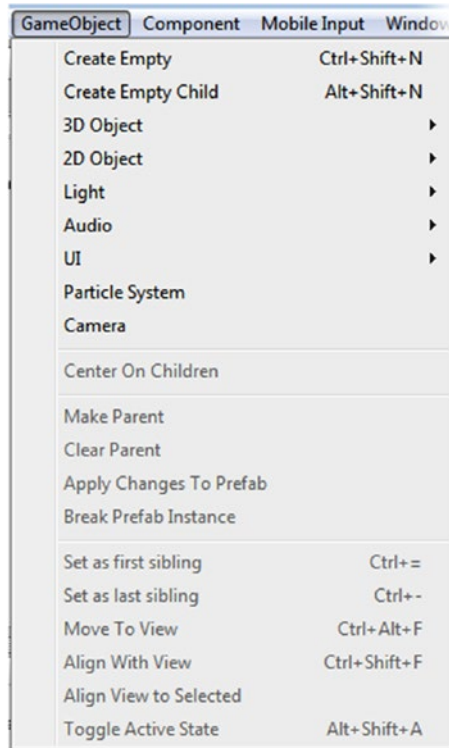 GameObject Component Mobile Input Window
Create Empty Ctrl+Shift+N
Create Empty Child Alt+Shift+N
3D Object
2D Object
Light
Audio
UI
Particle System
Camera
Center On Children
Make Parent
Clear Parent
Apply Changes To Prefab
Break Prefab Instance
Set as first sibling Ctrl+=
Set as last sibling Ctrl+-
Move To View Ctrl+Alt+F
Align With View Ctrl+Shift+F
Align View to Selected
Toggle Active State Alt+Shift+A